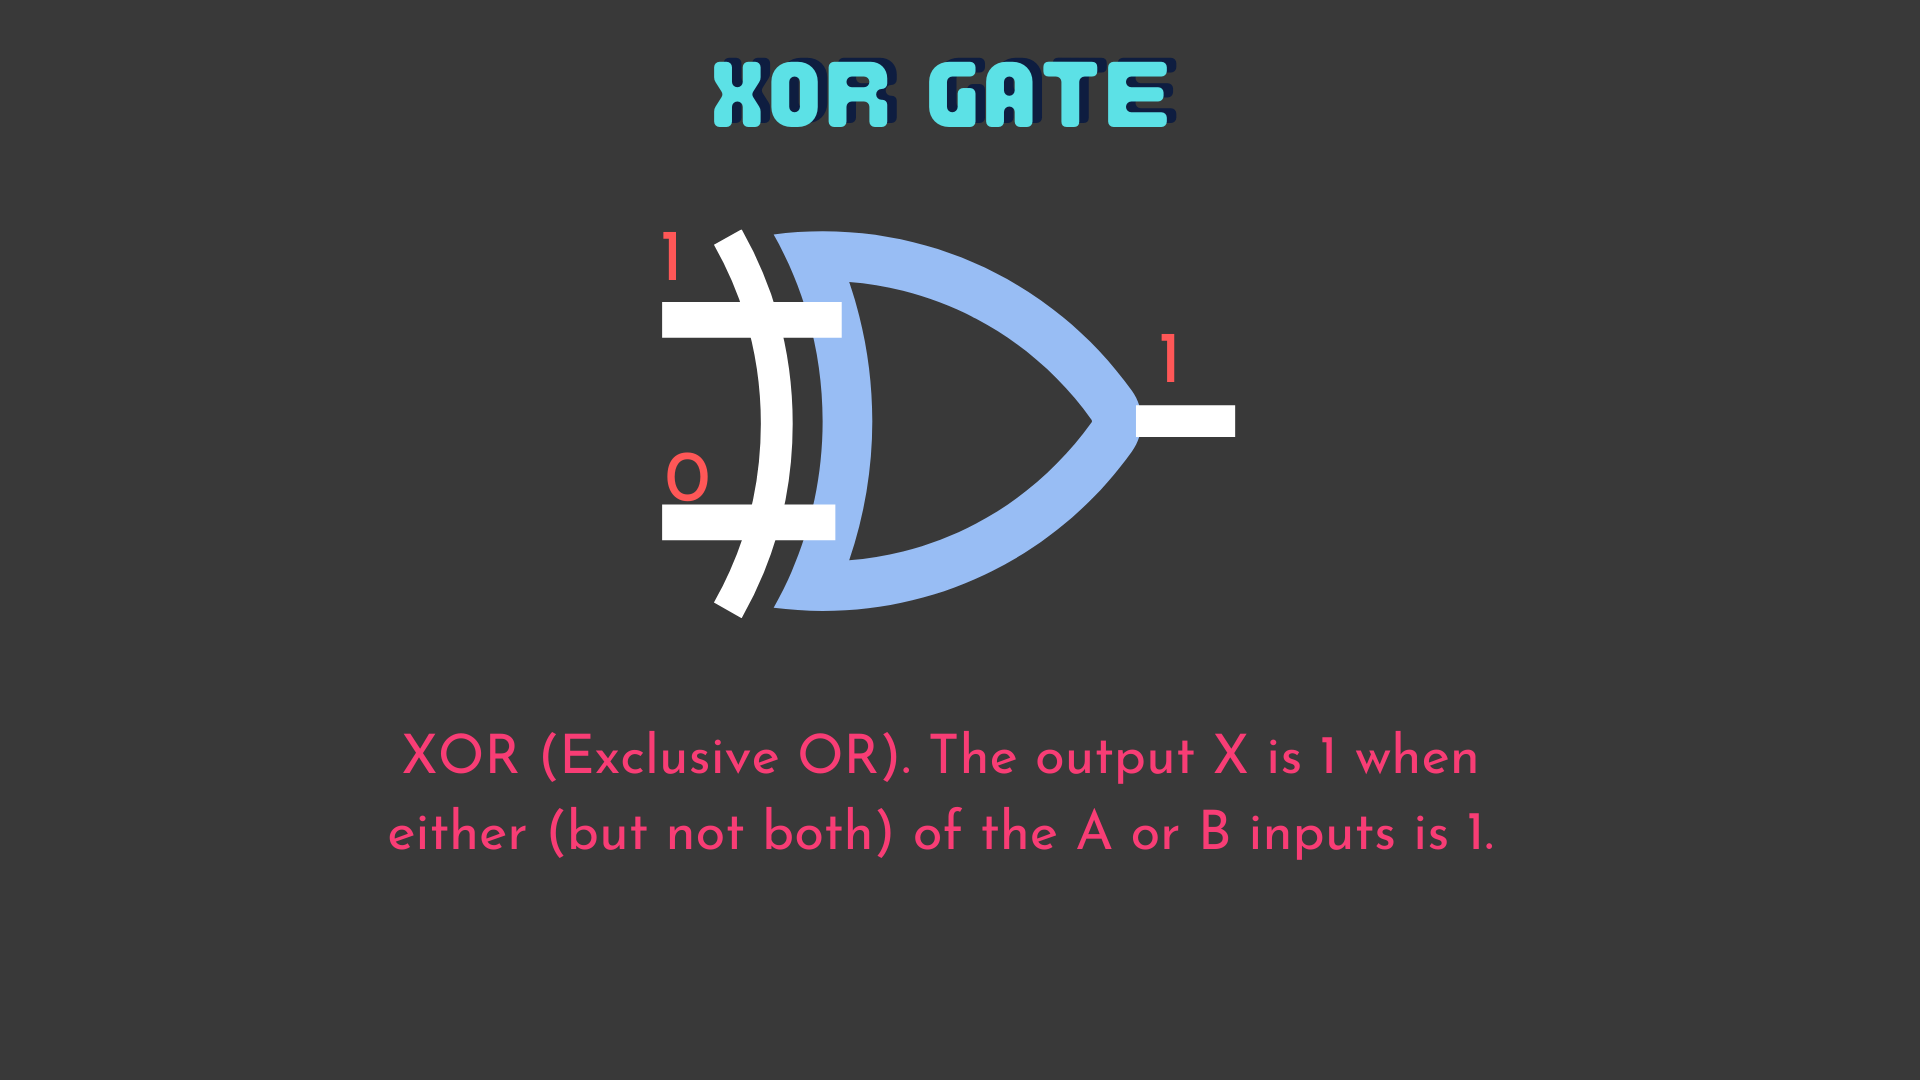 XOR GATE
1
1
0
XOR (Exclusive OR). The output X is 1 when
either (but not both) of the A or B inputs is 1.